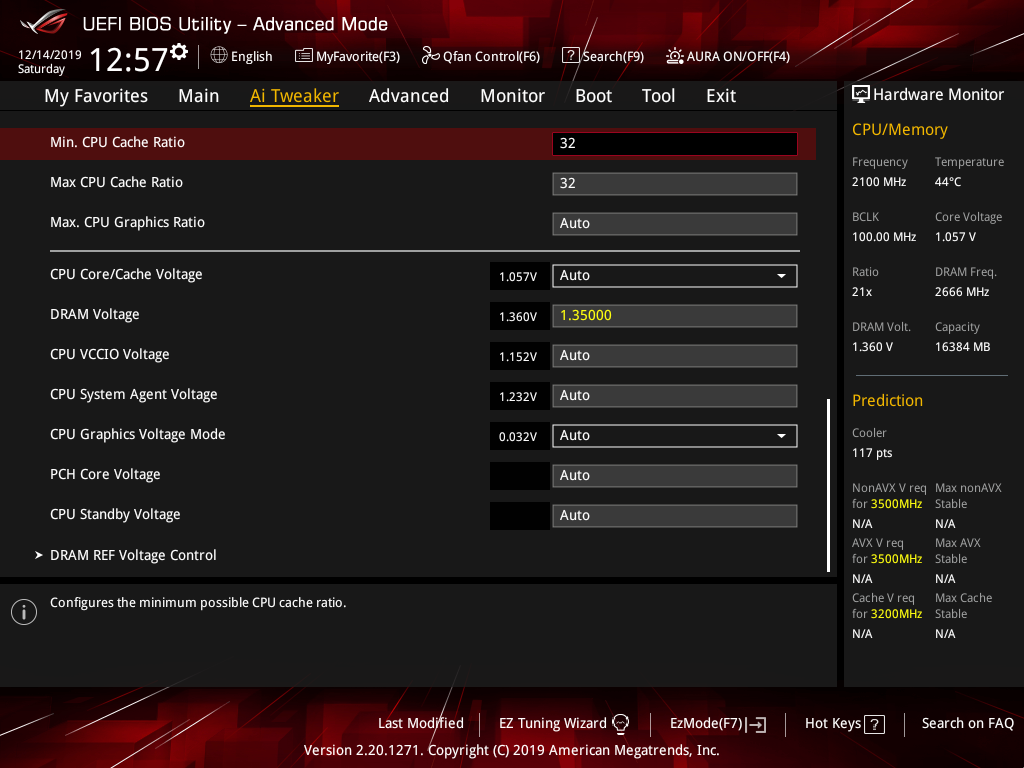 UEFI BIOS Utility – Advanced Mode
12/14/2019
Saturday
12:57
English
MyFavorite(F3)
Qfan Control(F6)
? Search(F9)
AURA ON/OFF(F4)
My Favorites Main Ai Tweaker Advanced Monitor Boot Tool Exit
Min. CPU Cache Ratio 32
Max CPU Cache Ratio 32
Max. CPU Graphics Ratio Auto
CPU Core/Cache Voltage 1.057V Auto
DRAM Voltage 1.360V 1.35000
CPU VCCIO Voltage 1.152V Auto
CPU System Agent Voltage 1.232V Auto
CPU Graphics Voltage Mode 0.032V Auto
PCH Core Voltage Auto
CPU Standby Voltage Auto
DRAM REF Voltage Control
i Configures the minimum possible CPU cache ratio.
Hardware Monitor
CPU/Memory
Frequency Temperature
2100 MHz 44°C
BCLK Core Voltage
100.00 MHz 1.057 V
Ratio DRAM Freq.
21x 2666 MHz
DRAM Volt. Capacity
1.360 V 16384 MB
Prediction
Cooler
117 pts
NonAVX V req Max nonAVX
for 3500MHz Stable
N/A N/A
AVX V req Max AVX
for 3500MHz Stable
N/A N/A
Cache V req Max Cache
for 3200MHz Stable
N/A N/A
Last Modified EZ Tuning Wizard EzMode(F7) Hot Keys ? Search on FAQ
Version 2.20.1271. Copyright (C) 2019 American Megatrends, Inc.